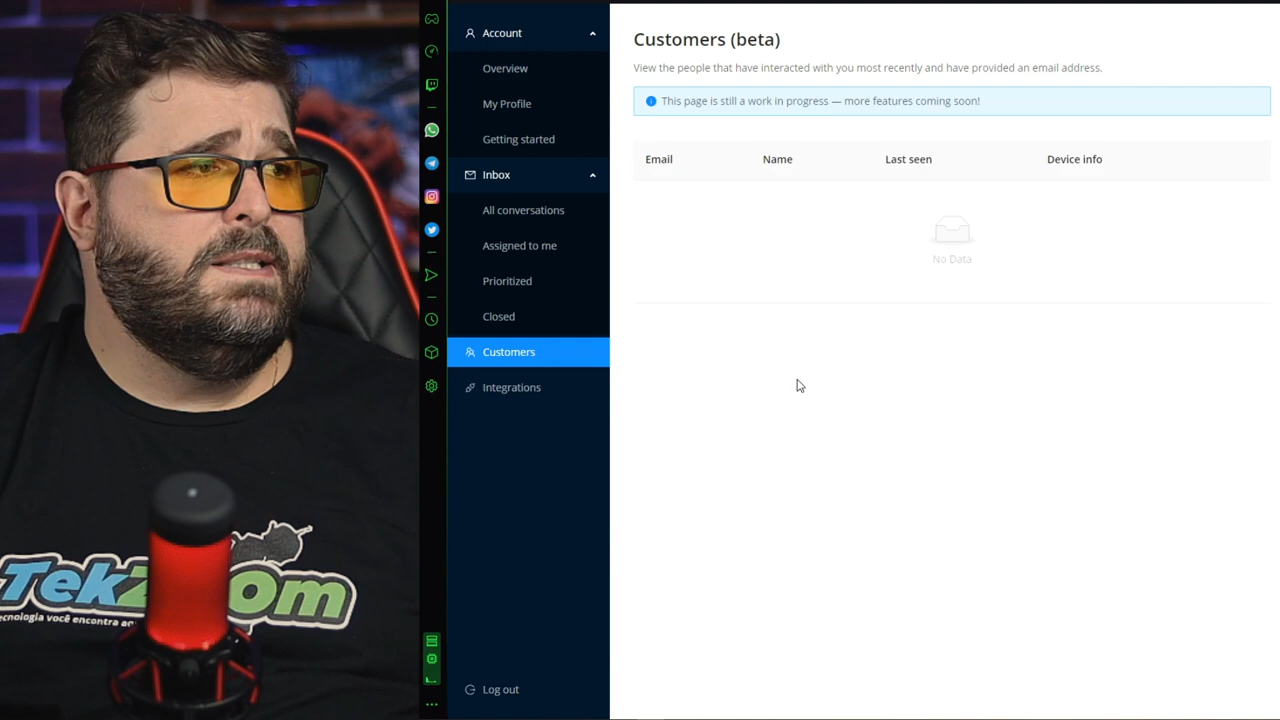 Account
Overview
My Profile
Getting started
Inbox
All conversations
Assigned to me
Prioritized
Closed
Customers
Integrations
Log out
Customers (beta)
View the people that have interacted with you most recently and have provided an email address.
This page is still a work in progress — more features coming soon!
Email Name Last seen Device info
No Data
ecnologia você encontra